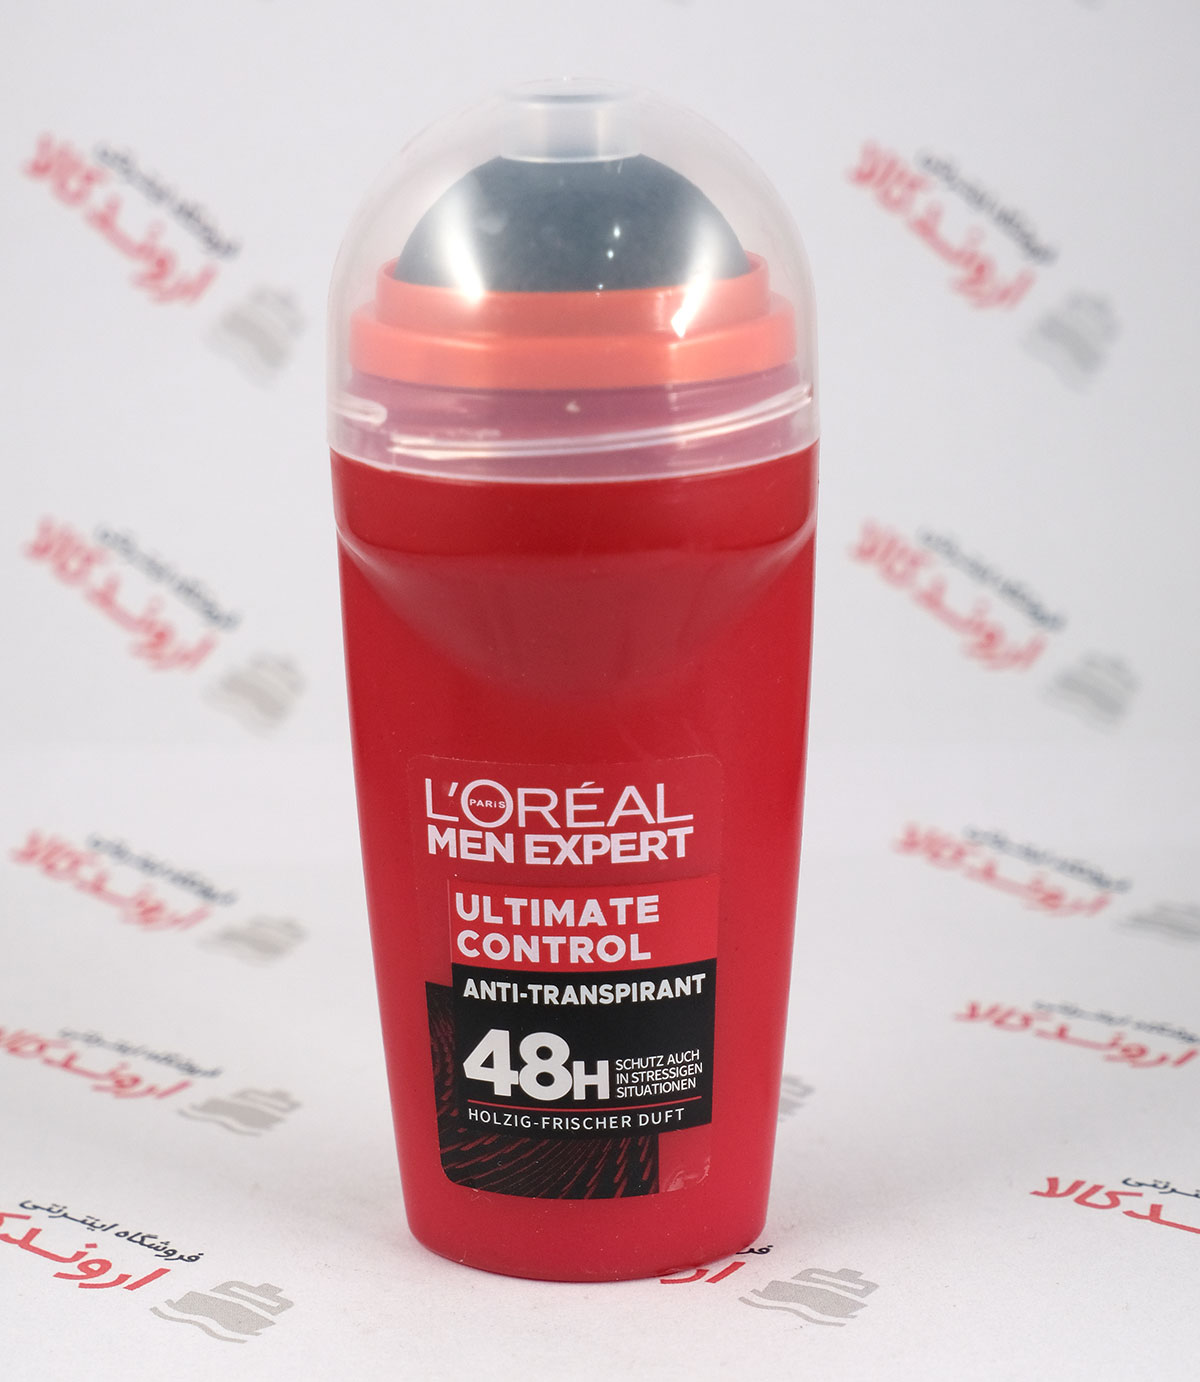 L'ORÉAL
PARIS
MEN EXPERT
ULTIMATE
CONTROL
ANTI-TRANSPIRANT
48H
SCHUTZ AUCH
IN STRESSIGEN
SITUATIONEN
HOLZIG-FRISCHER DUFT
فروشگاه اینترنتی
اروندکالا